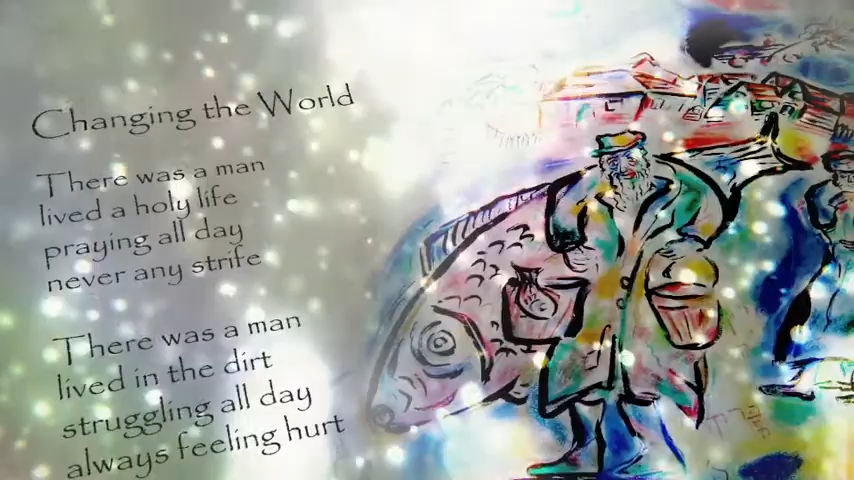 Changing the World
There was a man
lived a holy life
praying all day
never any strife
There was a man
lived in the dirt
struggling all day
always feeling hurt